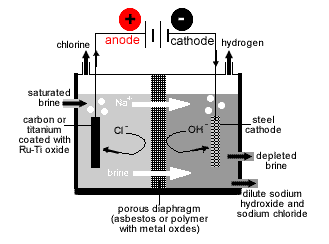 + -
chlorine anode cathode hydrogen
saturated
brine
Na+
carbon or
titanium
coated with
Ru-Ti oxide
Cl−
OH−
steel
cathode
brine
depleted
brine
dilute sodium
hydroxide and
sodium chloride
porous diaphragm
(asbestos or polymer
with metal oxdes)